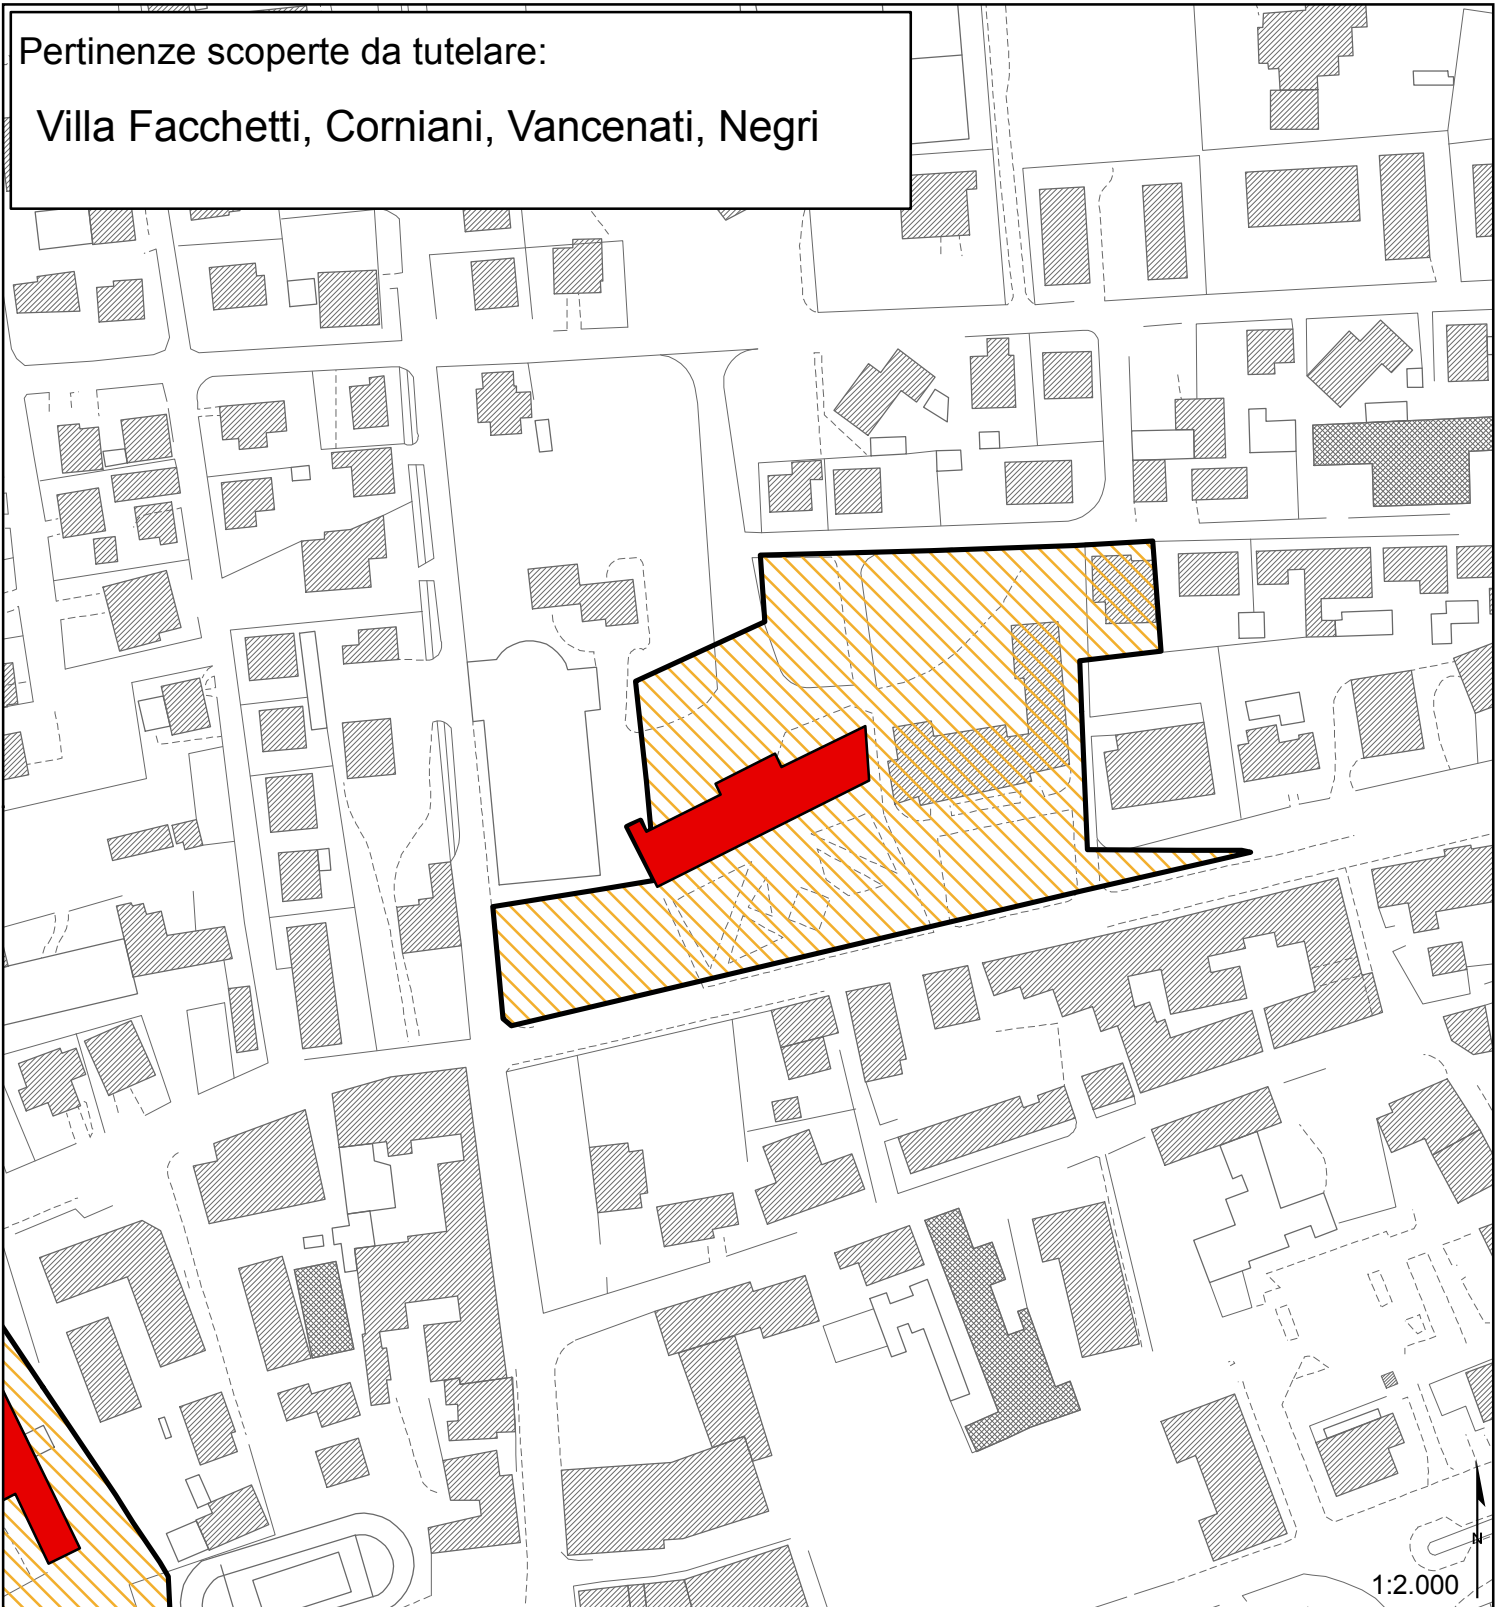 Pertinenze scoperte da tutelare:
Villa Facchetti, Corniani, Vancenati, Negri
N
1:2.000